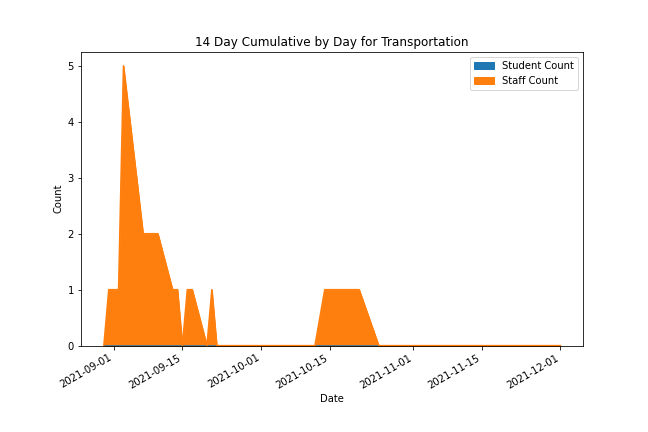 14 Day Cumulative by Day for Transportation
Student Count
Staff Count
5
4
3
2
1
0
Count
2021-09-01
2021-09-15
2021-10-01
2021-10-15
2021-11-01
2021-11-15
2021-12-01
Date